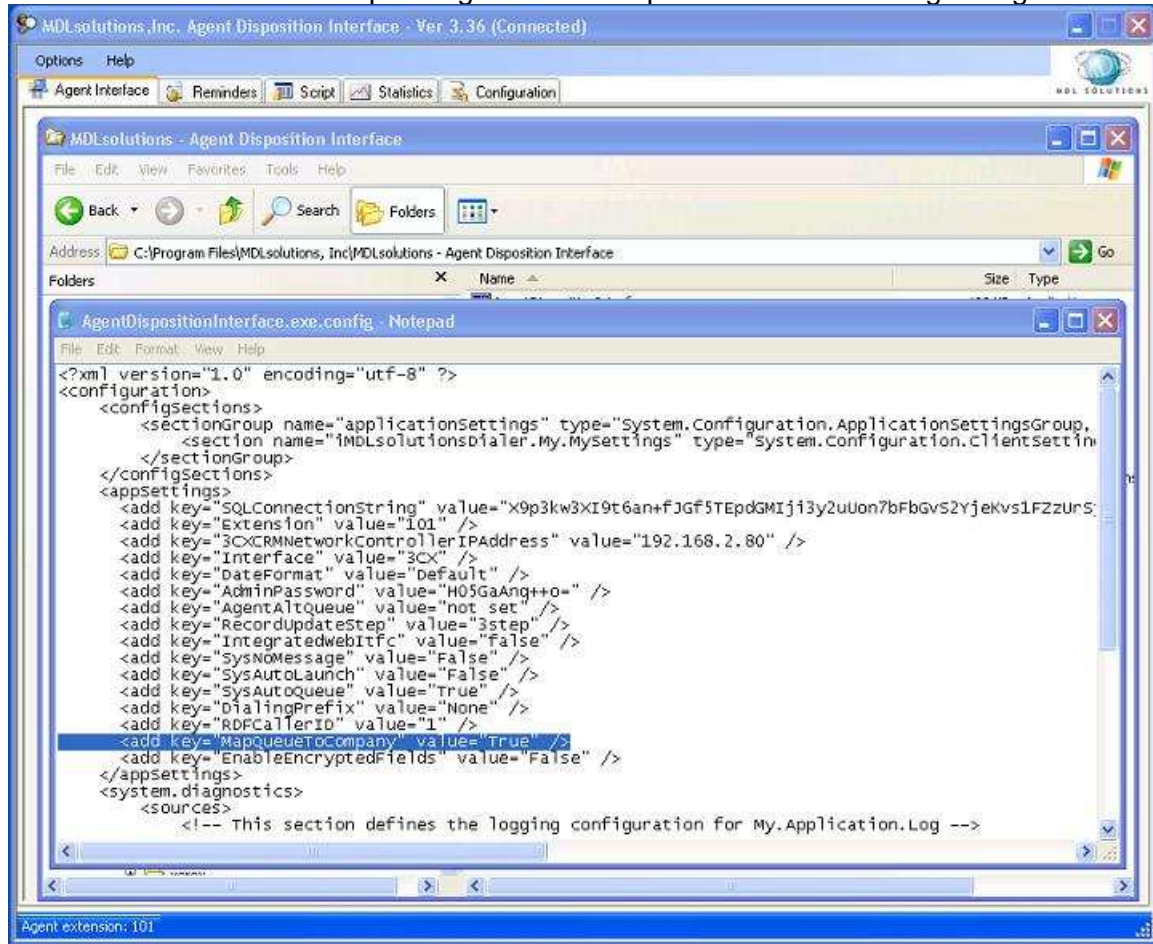 MDLsolutions,Inc. Agent Disposition Interface - Ver 3.36 (Connected)
Options Help
Agent Interface Reminders Script Statistics Configuration
MDL SOLUTIONS
MDLsolutions - Agent Disposition Interface
File Edit View Favorites Tools Help
Back Search Folders
Address C:\Program Files\MDLsolutions, Inc\MDLsolutions - Agent Disposition Interface Go
Folders Name Size Type
AgentDispositionInterface.exe.config - Notepad
File Edit Format View Help
<?xml version="1.0" encoding="utf-8" ?>
<configuration>
<configSections>
<sectionGroup name="applicationSettings" type="System.Configuration.ApplicationSettingsGroup,
<section name="iMDLsolutionsDialer.My.MySettings" type="System.Configuration.ClientSettin
</sectionGroup>
</configSections>
<appSettings>
<add key="SQLConnectionString" value="X9p3kw3XI9t6an+fJGf5TEpdGMIji3y2uUon7bFbGvS2YjeKvs1FZzUrS
<add key="Extension" value="101" />
<add key="3CXCRMNetworkControllerIPAddress" value="192.168.2.80" />
<add key="Interface" value="3CX" />
<add key="DateFormat" value="Default" />
<add key="AdminPassword" value="HO5GaAnq++o=" />
<add key="AgentAltQueue" value="not set" />
<add key="RecordUpdateStep" value="3step" />
<add key="IntegratedWebItfc" value="false" />
<add key="SysNoMessage" value="False" />
<add key="SysAutoLaunch" value="False" />
<add key="SysAutoQueue" value="True" />
<add key="DialingPrefix" value="None" />
<add key="RDFCallerID" value="1" />
<add key="MapQueueToCompany" value="True" />
<add key="EnableEncryptedFields" value="False" />
</appSettings>
<system.diagnostics>
<sources>
<!-- This section defines the logging configuration for My.Application.Log -->
Agent extension: 101